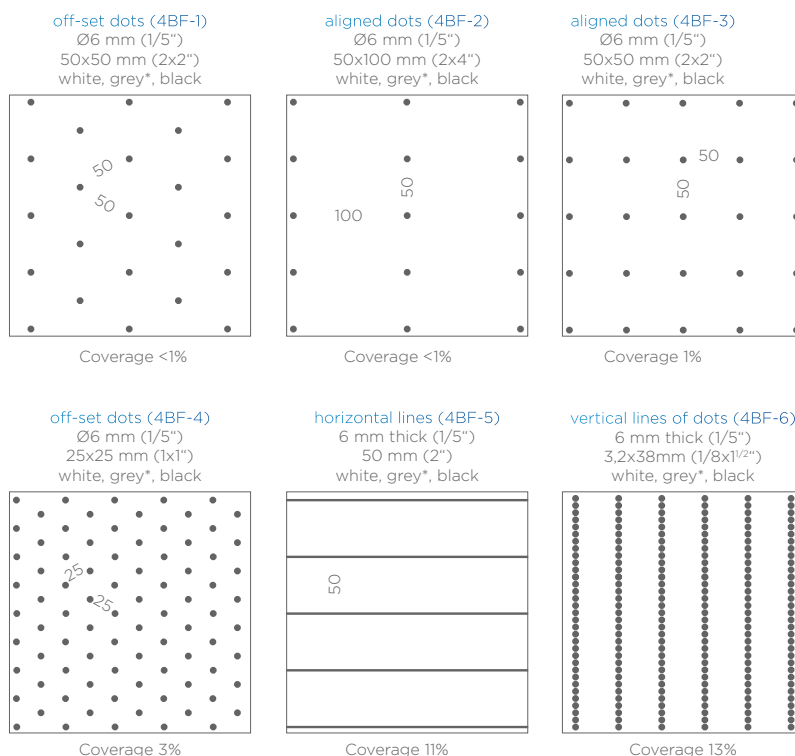 off-set dots (4BF-1)
Ø6 mm (1/5“)
50x50 mm (2x2“)
white, grey*, black
50
50
Coverage <1%
aligned dots (4BF-2)
Ø6 mm (1/5“)
50x100 mm (2x4“)
white, grey*, black
50
100
Coverage <1%
aligned dots (4BF-3)
Ø6 mm (1/5“)
50x50 mm (2x2“)
white, grey*, black
50
50
Coverage 1%
off-set dots (4BF-4)
Ø6 mm (1/5“)
25x25 mm (1x1“)
white, grey*, black
25
25
Coverage 3%
horizontal lines (4BF-5)
6 mm thick (1/5“)
50 mm (2“)
white, grey*, black
50
Coverage 11%
vertical lines of dots (4BF-6)
6 mm thick (1/5“)
3,2x38mm (1/8x1¹ᐟ²“)
white, grey*, black
Coverage 13%